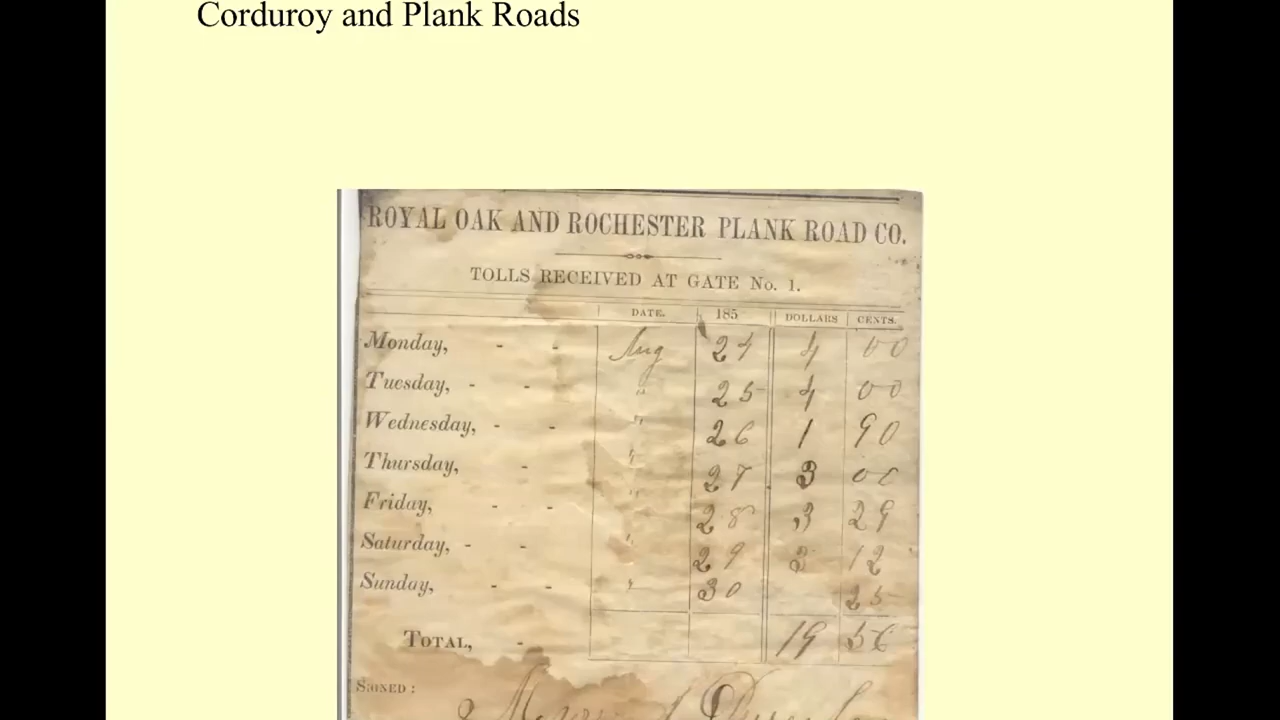 Corduroy and Plank Roads
ROYAL OAK AND ROCHESTER PLANK ROAD CO.
TOLLS RECEIVED AT GATE No. 1.
DATE. 185 DOLLARS CENTS.
Monday, - - Aug 24 4 00
Tuesday, - - " 25 4 00
Wednesday, - - " 26 1 90
Thursday, - " 27 3 00
Friday, - - " 28 3 29
Saturday, - - " 29 3 12
Sunday, - - " 30 25
TOTAL, - 19 56
SIGNED :